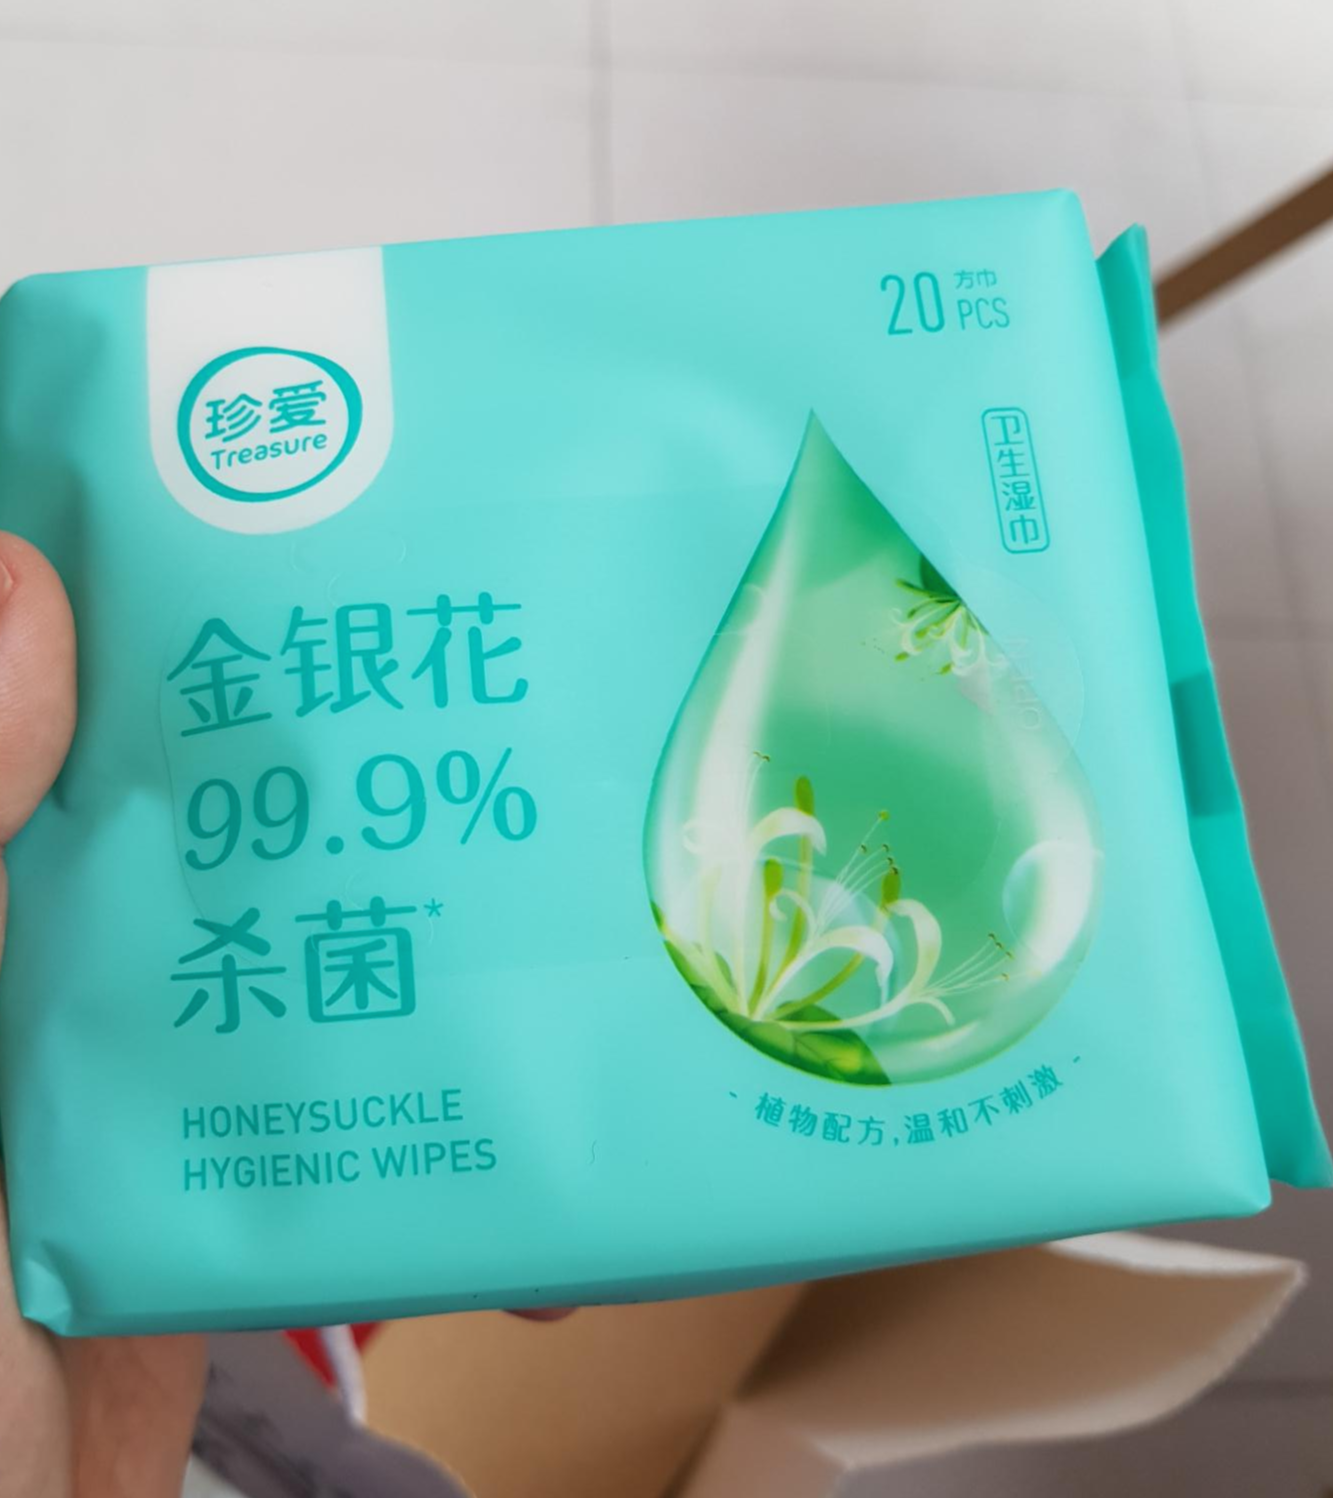 20 方巾
PCS
珍爱
Treasure
卫生湿巾
金银花
99.9%
杀菌*
HONEYSUCKLE
HYGIENIC WIPES
- 植物配方,温和不刺激 -